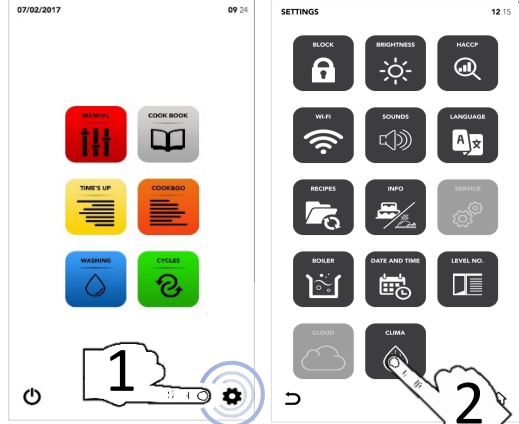 07/02/2017 09 24
MANUAL COOK BOOK
TIME'S UP COOK&GO
WASHING CYCLES
1
SETTINGS 12 15
BLOCK BRIGHTNESS HACCP
WI-FI SOUNDS LANGUAGE
A
RECIPES INFO SERVICE
BOILER DATE AND TIME LEVEL NO.
CLOUD CLIMA
2